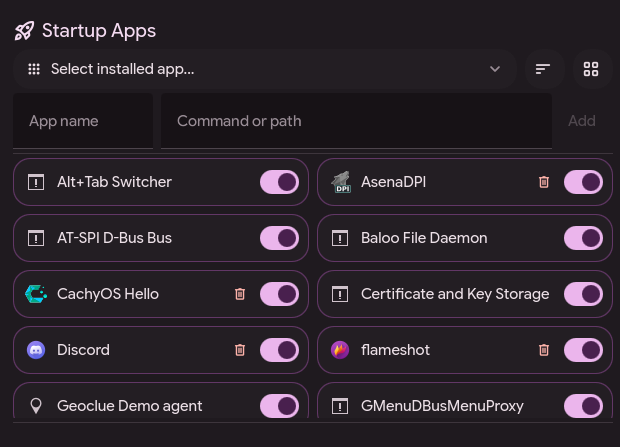 Startup Apps
Select installed app...
App name
Command or path
Add
Alt+Tab Switcher
DPI
AsenaDPI
AT-SPI D-Bus Bus
Baloo File Daemon
CachyOS Hello
Certificate and Key Storage
Discord
flameshot
Geoclue Demo agent
GMenuDBusMenuProxy